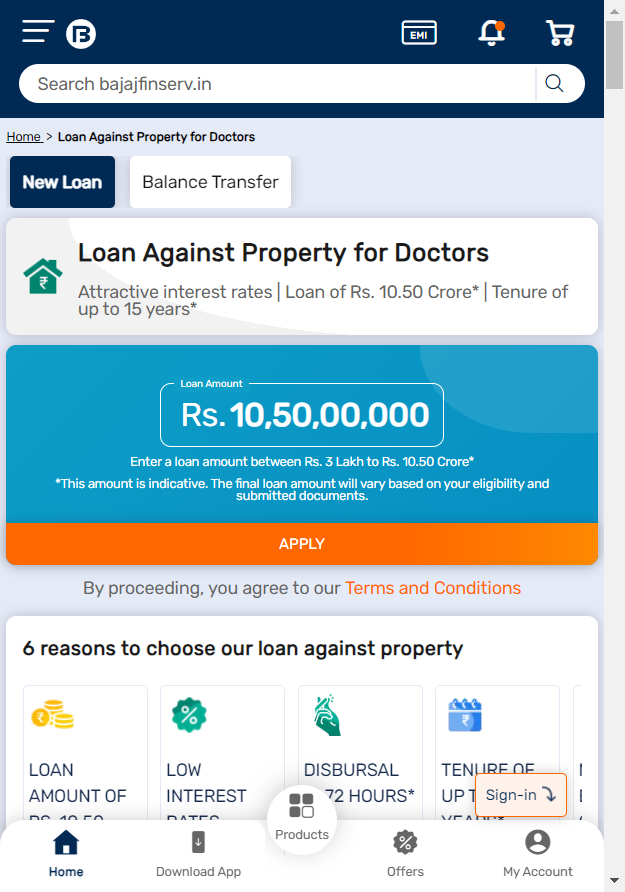 EMI
Search bajajfinserv.in
Home > Loan Against Property for Doctors
New Loan
Balance Transfer
Loan Against Property for Doctors
Attractive interest rates | Loan of Rs. 10.50 Crore* | Tenure of
up to 15 years*
Loan Amount
Rs. 10,50,00,000
Enter a loan amount between Rs. 3 Lakh to Rs. 10.50 Crore*
*This amount is indicative. The final loan amount will vary based on your eligibility and
submitted documents.
APPLY
By proceeding, you agree to our Terms and Conditions
6 reasons to choose our loan against property
LOAN
AMOUNT OF
RS. 10.50
LOW
INTEREST
RATES
DISBURSAL
72 HOURS*
TENURE OF
UP T
YEARS*
Sign-in
Home
Download App
Products
Offers
My Account